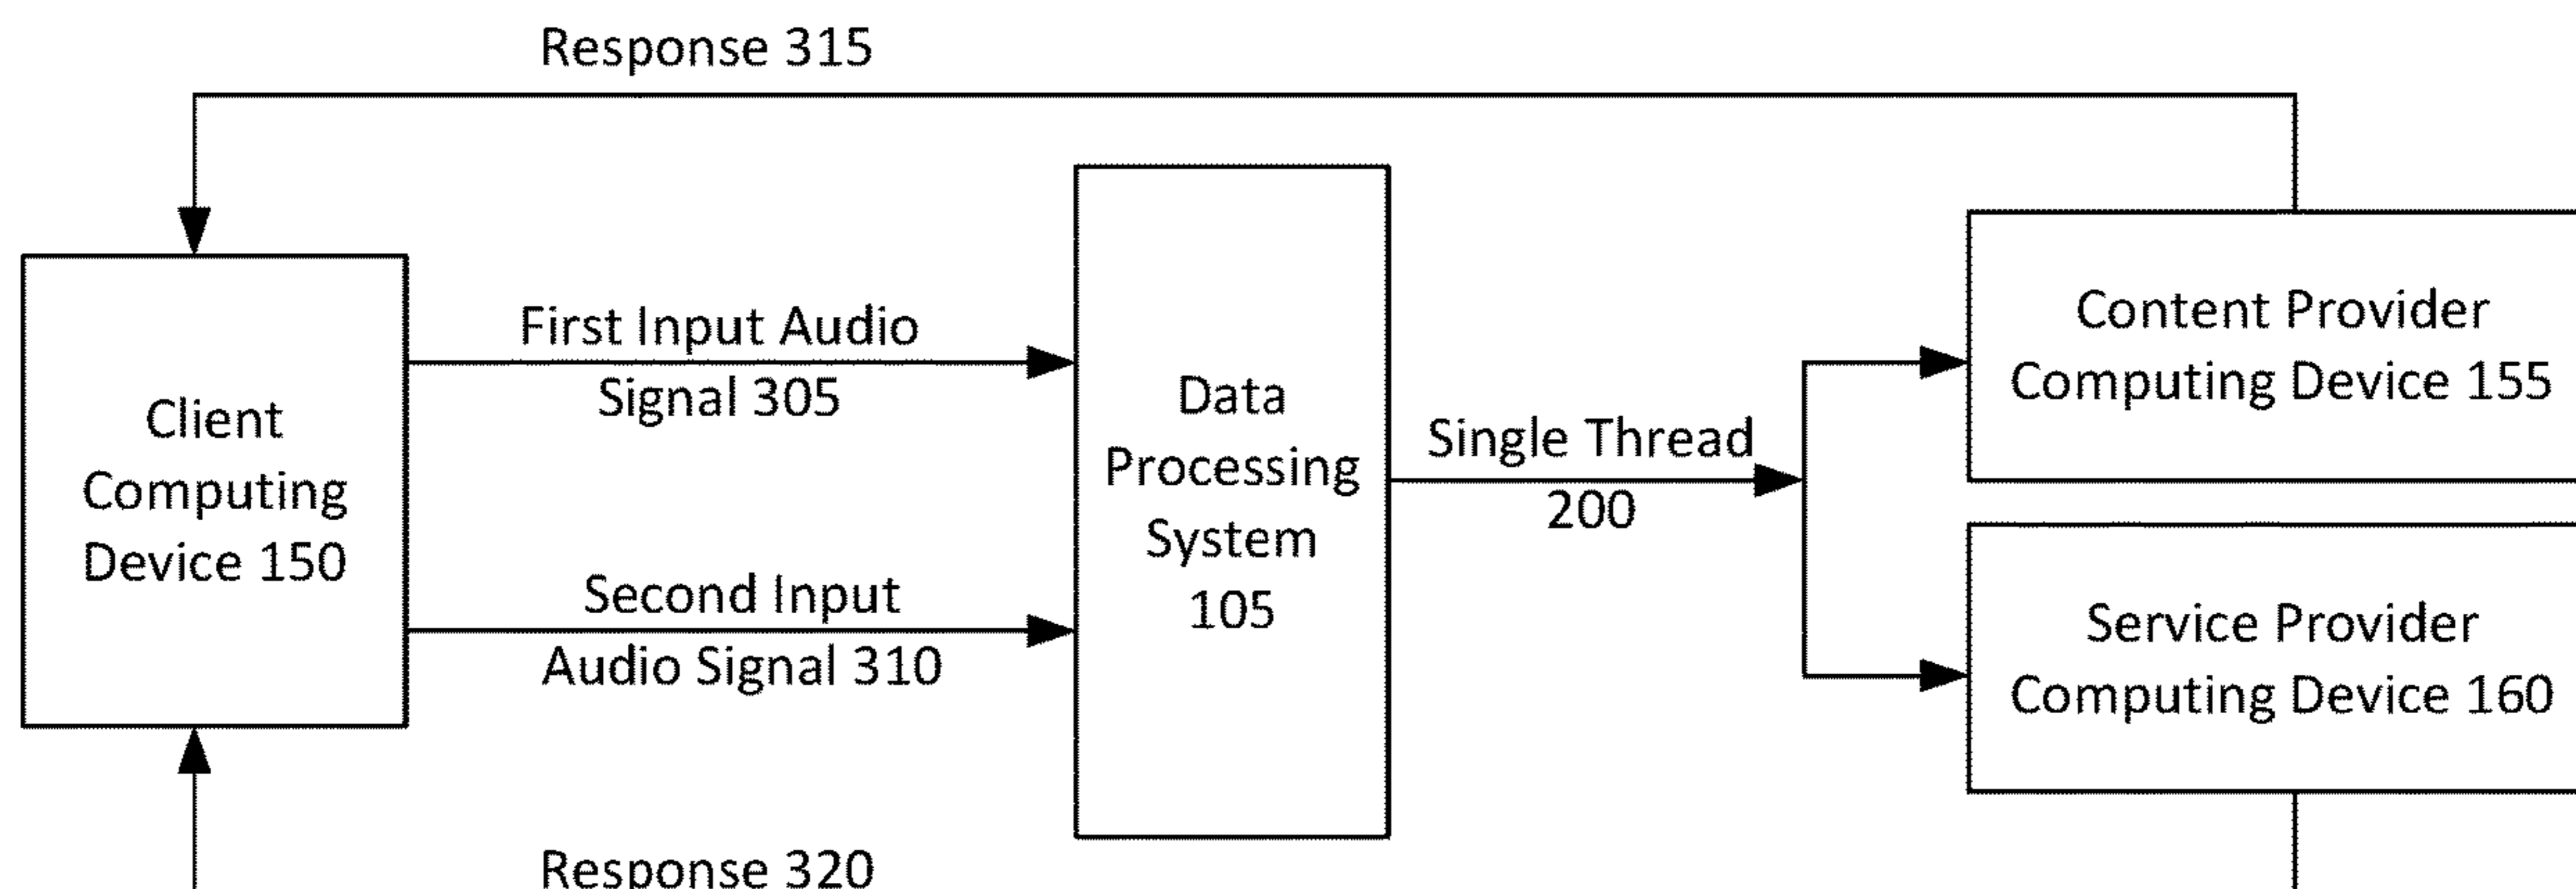 Response 315
First Input Audio
Signal 305
Client
Computing
Device 150
Second Input
Audio Signal 310
Data
Processing
System
105
Single Thread
200
Content Provider
Computing Device 155
Service Provider
Computing Device 160
Response 320